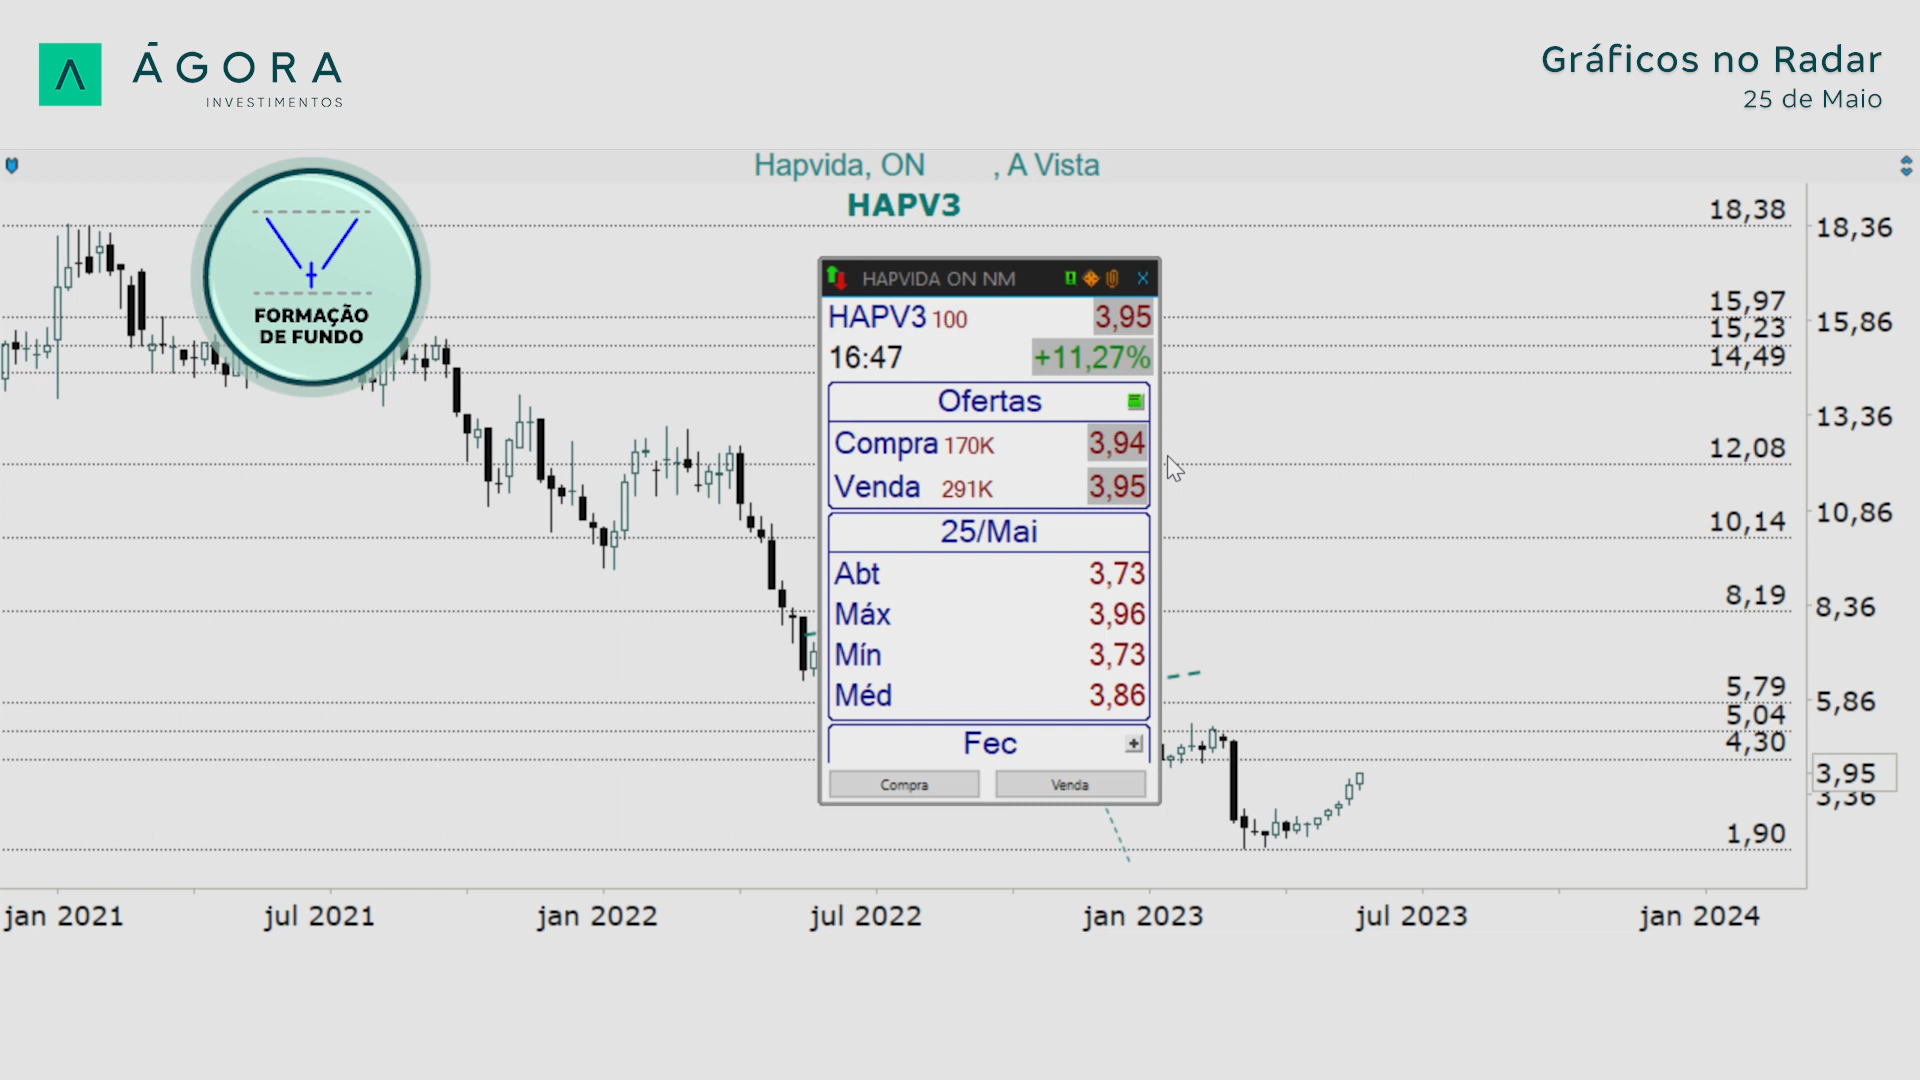 ÁGORA
INVESTIMENTOS
Gráficos no Radar
25 de Maio
Hapvida, ON , A Vista
HAPV3
FORMAÇÃO
DE FUNDO
HAPVIDA ON NM
HAPV3 100 3,95
16:47 +11,27%
Ofertas
Compra 170K 3,94
Venda 291K 3,95
25/Mai
Abt 3,73
Máx 3,96
Mín 3,73
Méd 3,86
Fec
Compra Venda
18,38
15,97
15,23
14,49
12,08
10,14
8,19
5,79
5,04
4,30
1,90
18,36
15,86
13,36
10,86
8,36
5,86
3,95
3,36
jan 2021 jul 2021 jan 2022 jul 2022 jan 2023 jul 2023 jan 2024